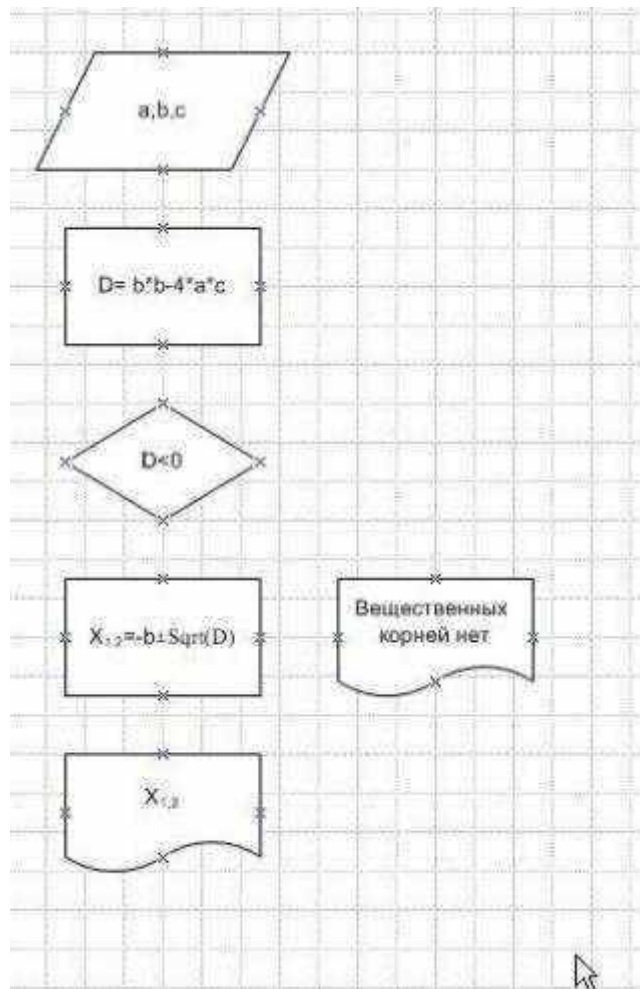 a,b,c
D= b*b-4*a*c
D<0
X₁,₂=-b±Sqrt(D)
Вещественных
корней нет
X₁,₂